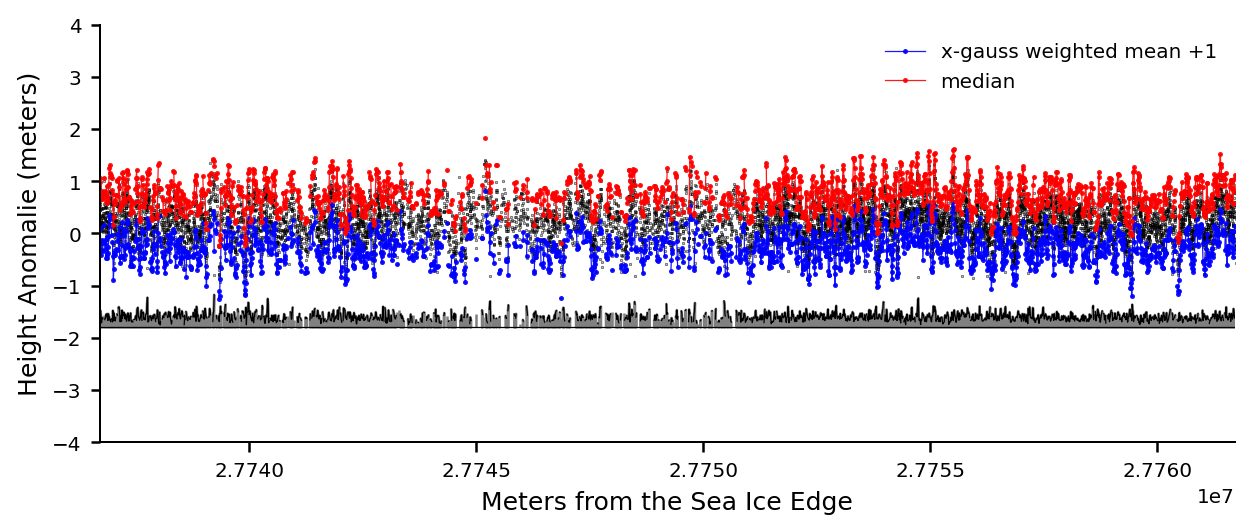 4
3
2
1
0
−1
−2
−3
−4
Height Anomalie (meters)
x-gauss weighted mean +1
median
2.7740
2.7745
2.7750
2.7755
2.7760
1e7
Meters from the Sea Ice Edge